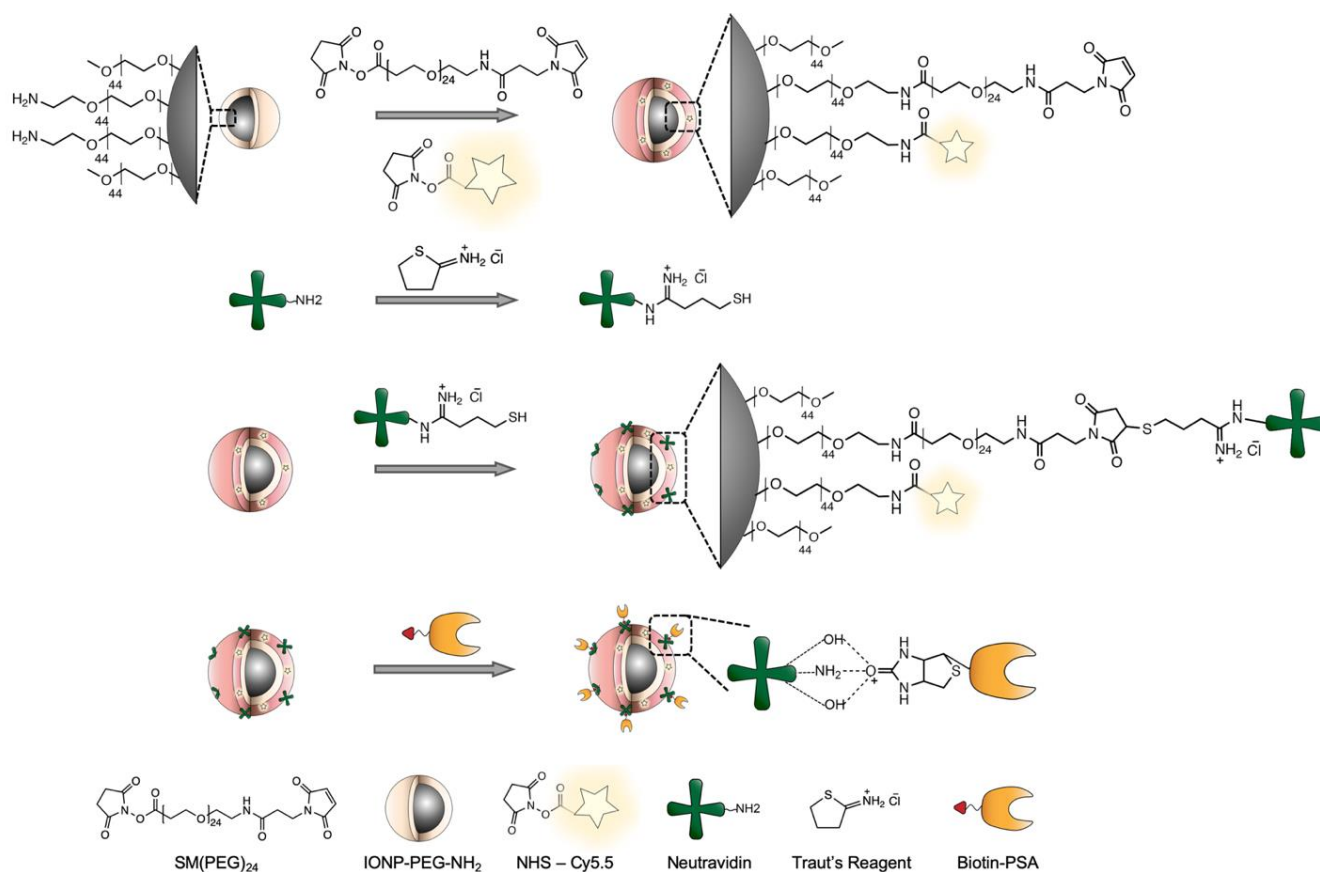 O
O 44
H2N O 44 O
H2N O 44 O
O 44 O
O N O O O O 24 H N O O N O
O N O O O
O 44 O
O 44 O N H O O 24 H N O N O O
O 44 O N H O
O 44 O
NH2
S NH2 + Cl −
NH2 + Cl − N H SH
NH2 + Cl − N H SH
O 44 O
O 44 O N H O O 24 H N O N O O S H N NH2 + Cl −
O 44 O N H O
O 44 O
OH
NH2
OH
O + H N N H S
O N O O O O 24 H N O O N O
O N O O O
NH2
S NH2 + Cl −
SM(PEG)24
IONP-PEG-NH2
NHS – Cy5.5
Neutravidin
Traut's Reagent
Biotin-PSA